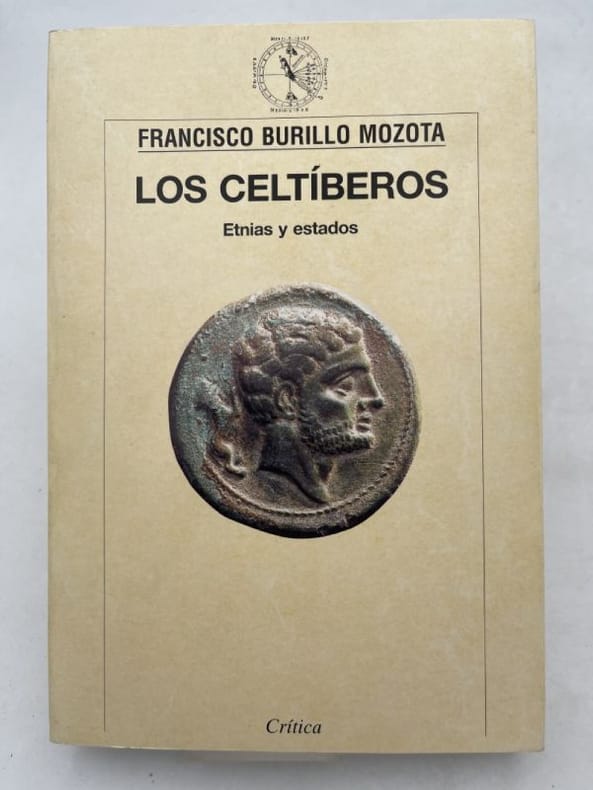 FRANCISCO BURILLO MOZOTA
LOS CELTÍBEROS
Etnias y estados
Crítica